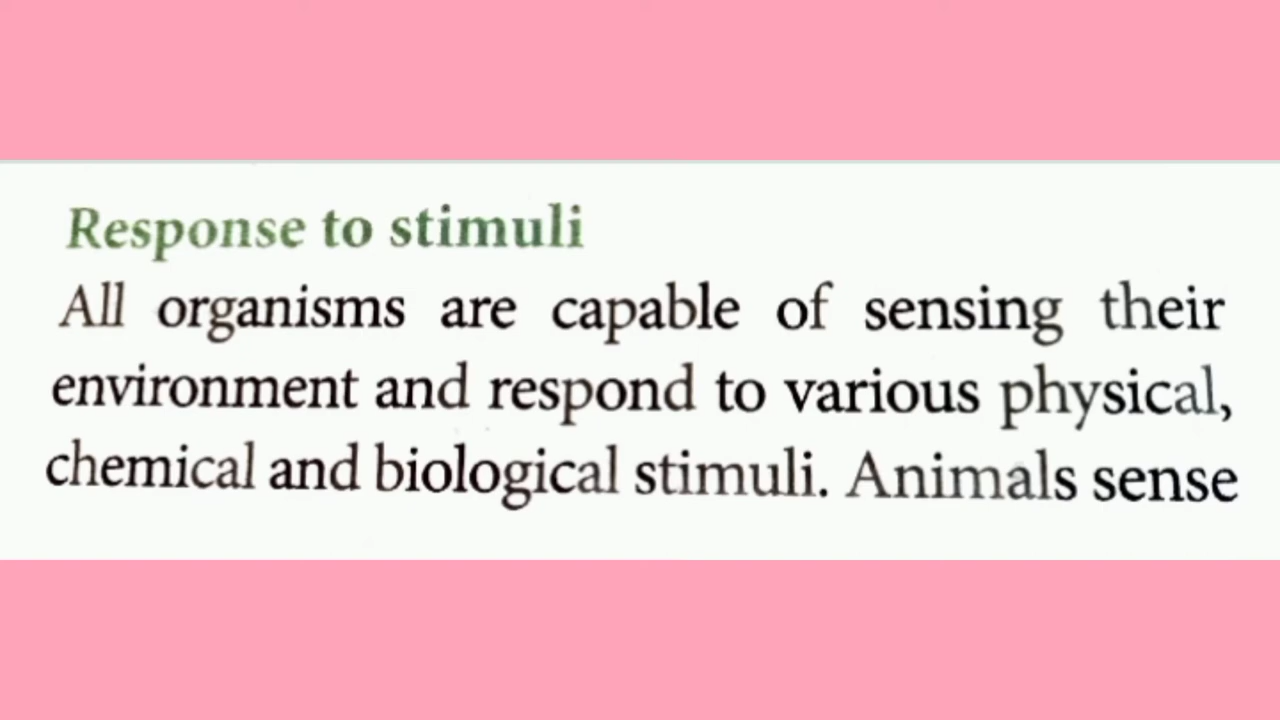 Response to stimuli
All organisms are capable of sensing their
environment and respond to various physical,
chemical and biological stimuli. Animals sense